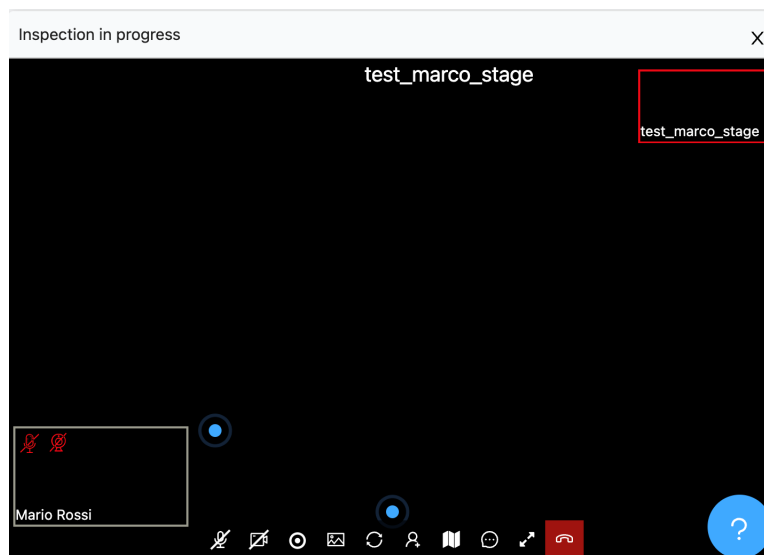 Inspection in progress
X
test_marco_stage
test_marco_stage
Mario Rossi
?